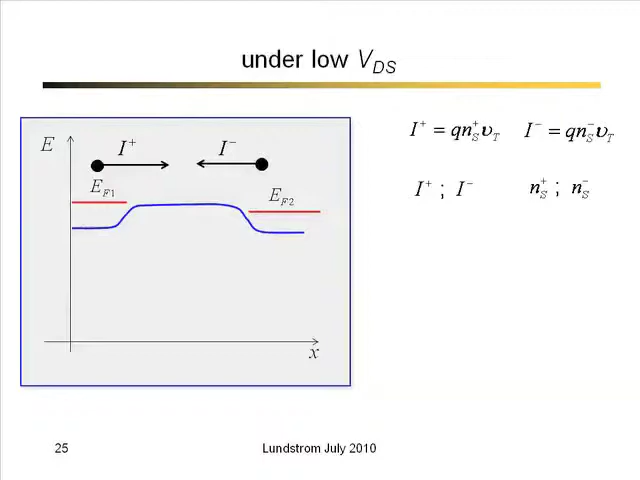 under low V_DS
E
I⁺
I⁻
E_F1
E_F2
x
I⁺ = qn_S⁺υ_T
I⁻ = qn_S⁻υ_T
I⁺ ; I⁻
n_S⁺ ; n_S⁻
25
Lundstrom July 2010